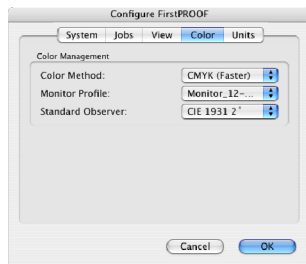 Configure FirstPROOF
System Jobs View Color Units
Color Management
Color Method: CMYK (Faster)
Monitor Profile: Monitor_12-...
Standard Observer: CIE 1931 2°
Cancel OK